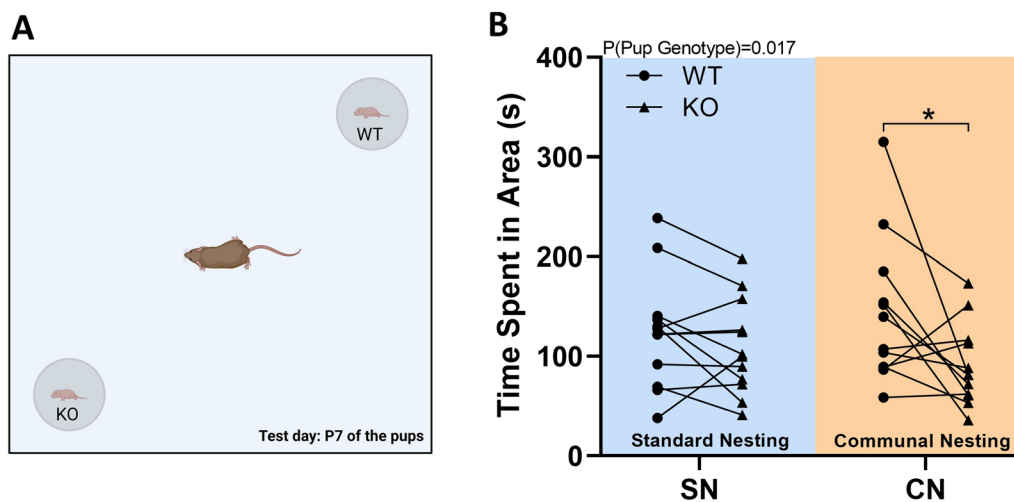 A
WT
KO
Test day: P7 of the pups
B
P(Pup Genotype)=0.017
Time Spent in Area (s)
400
300
200
100
0
WT
KO
*
Standard Nesting
Communal Nesting
SN
CN